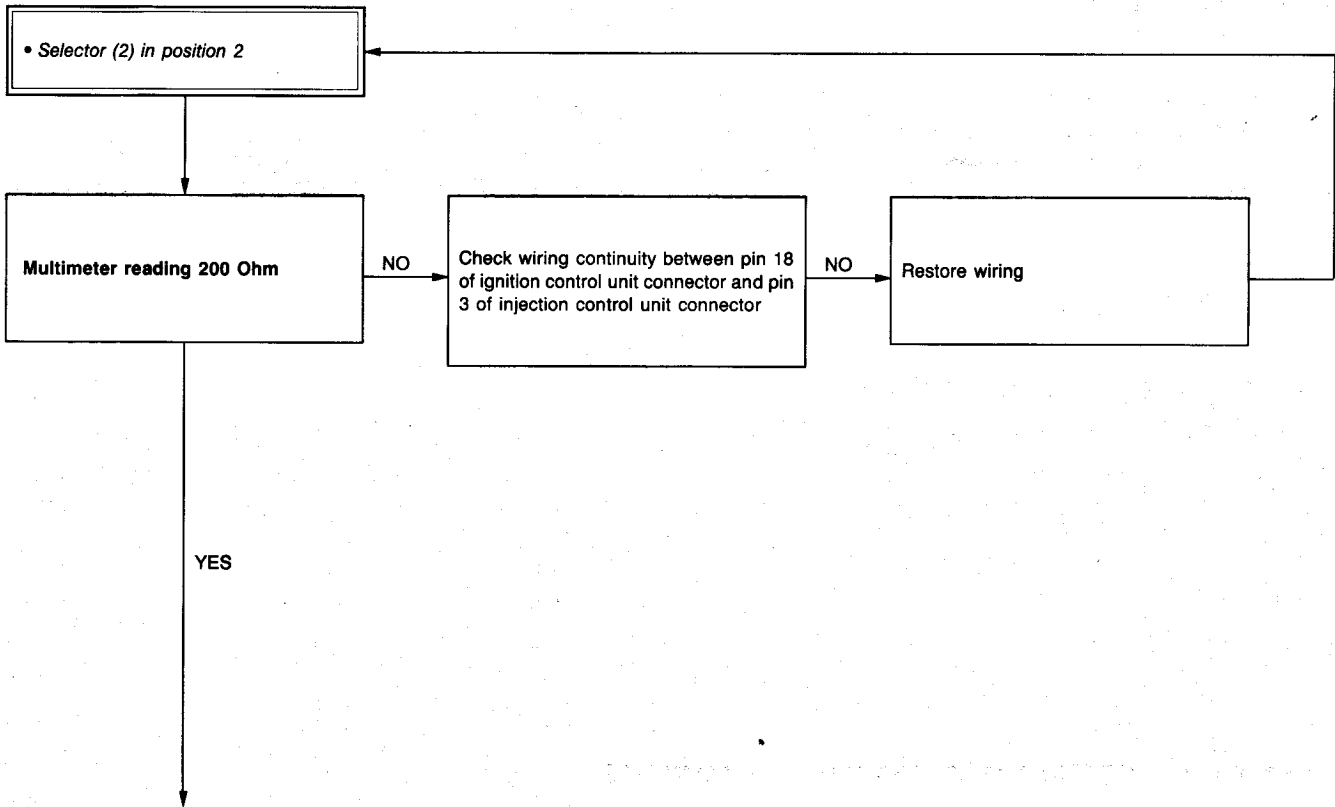 • Selector (2) in position 2
Multimeter reading 200 Ohm
NO
Check wiring continuity between pin 18
of ignition control unit connector and pin
3 of injection control unit connector
NO
Restore wiring
YES